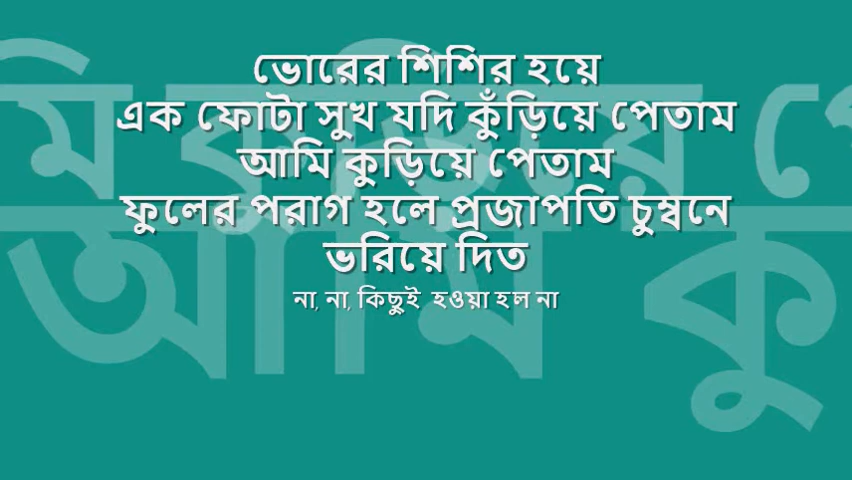 ভোরের শিশির হয়ে
এক ফোটা সুখ যদি কুঁড়িয়ে পেতাম
আমি কুড়িয়ে পেতাম
ফুলের পরাগ হলে প্রজাপতি চুম্বনে
ভরিয়ে দিত
না, না, কিছুই হওয়া হল না